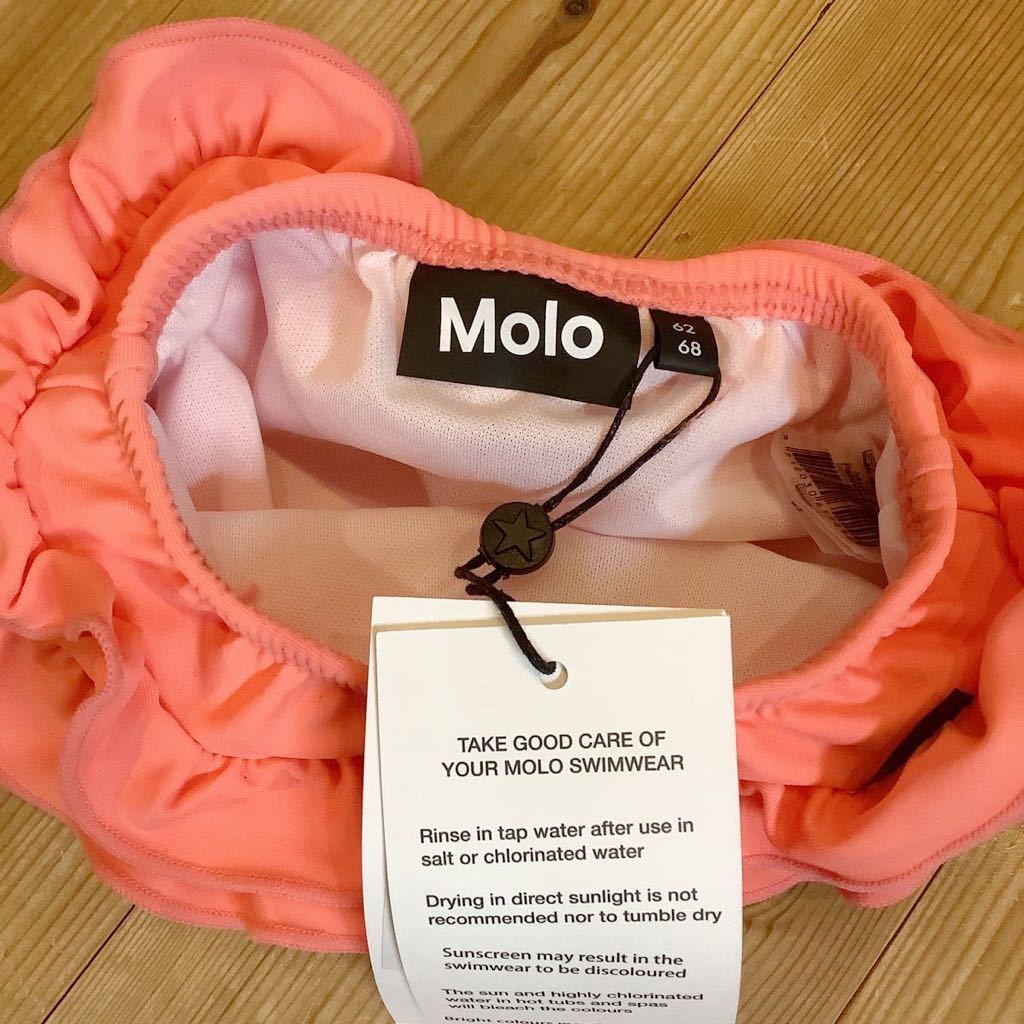 Molo
62
68
TAKE GOOD CARE OF
YOUR MOLO SWIMWEAR
Rinse in tap water after use in
salt or chlorinated water
Drying in direct sunlight is not
recommended nor to tumble dry
Sunscreen may result in the
swimwear to be discoloured
The sun and highly chlorinated
water in hot tubs and spas
will bleach the colours
Bright colours